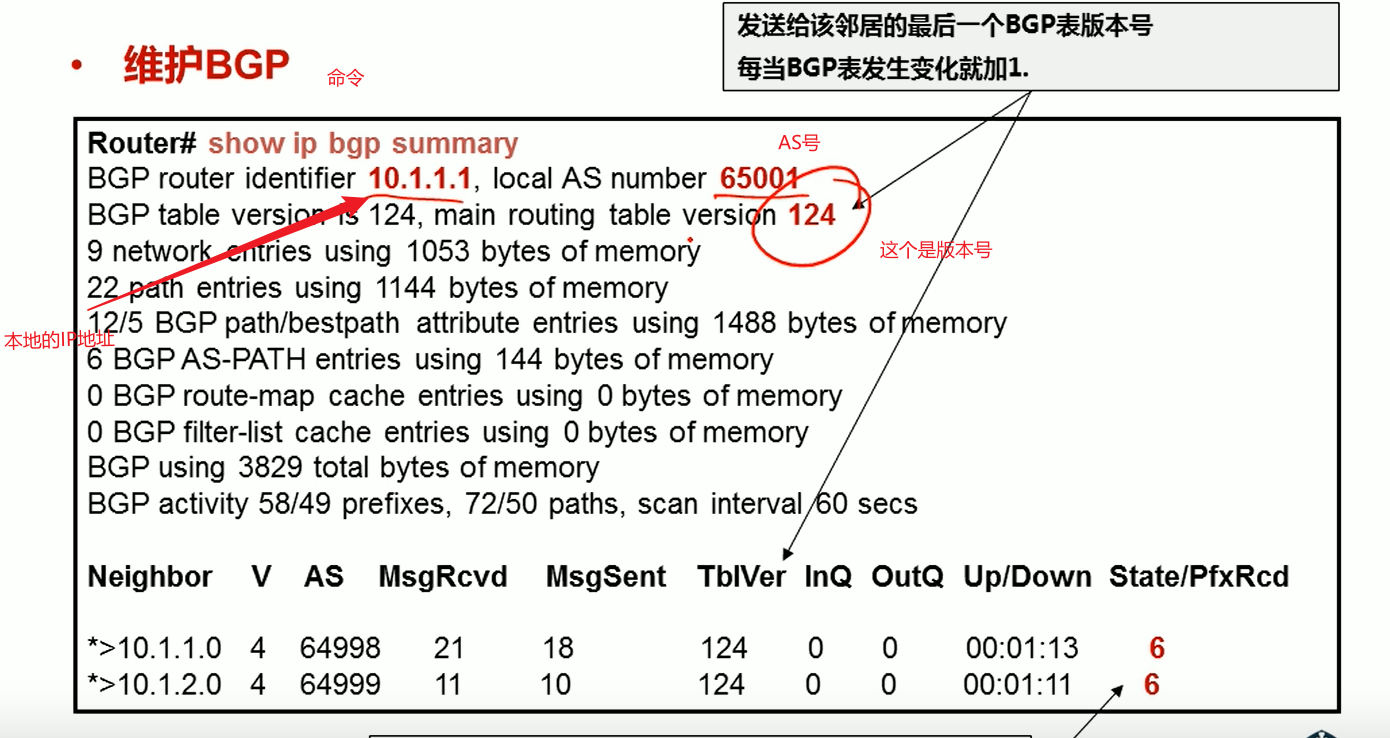 发送给该邻居的最后一个BGP表版本号
每当BGP表发生变化就加1.
• 维护BGP
命令
Router# show ip bgp summary
AS号
BGP router identifier 10.1.1.1, local AS number 65001
BGP table version is 124, main routing table version 124
这个是版本号
9 network entries using 1053 bytes of memory
22 path entries using 1144 bytes of memory
12/5 BGP path/bestpath attribute entries using 1488 bytes of memory
本地的IP地址
6 BGP AS-PATH entries using 144 bytes of memory
0 BGP route-map cache entries using 0 bytes of memory
0 BGP filter-list cache entries using 0 bytes of memory
BGP using 3829 total bytes of memory
BGP activity 58/49 prefixes, 72/50 paths, scan interval 60 secs
Neighbor V AS MsgRcvd MsgSent TblVer InQ OutQ Up/Down State/PfxRcd
*>10.1.1.0 4 64998 21 18 124 0 0 00:01:13 6
*>10.1.2.0 4 64999 11 10 124 0 0 00:01:11 6